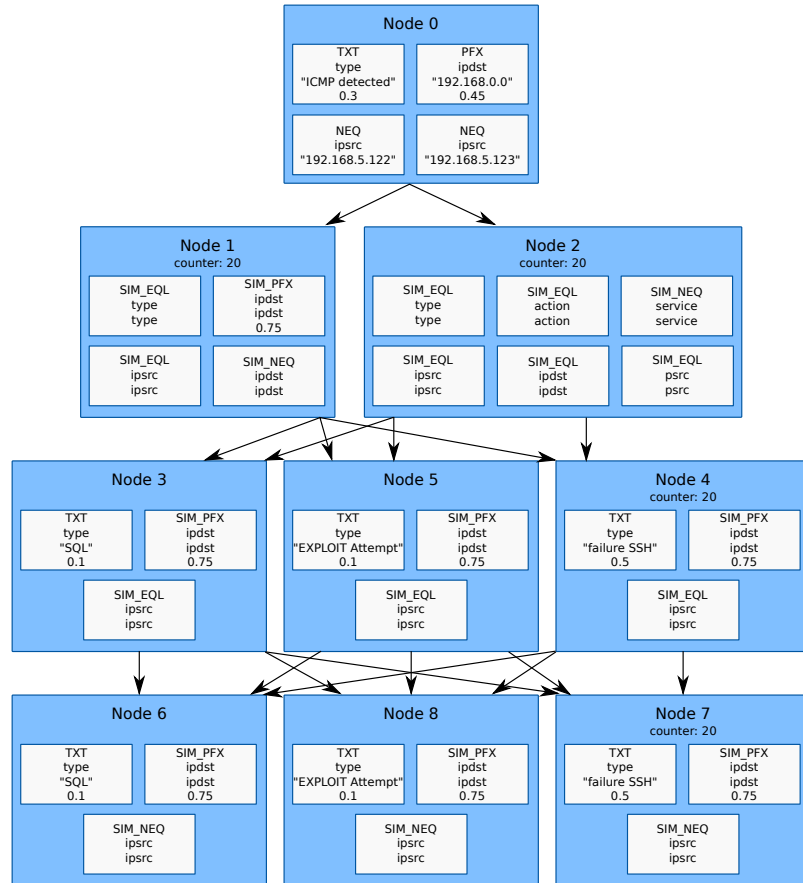 Node 0
TXT
type
"ICMP detected"
0.3
PFX
ipdst
"192.168.0.0"
0.45
NEQ
ipsrc
"192.168.5.122"
NEQ
ipsrc
"192.168.5.123"
Node 1
counter: 20
SIM_EQL
type
type
SIM_PFX
ipdst
ipdst
0.75
SIM_EQL
ipsrc
ipsrc
SIM_NEQ
ipdst
ipdst
Node 2
counter: 20
SIM_EQL
type
type
SIM_EQL
action
action
SIM_NEQ
service
service
SIM_EQL
ipsrc
ipsrc
SIM_EQL
ipdst
ipdst
SIM_EQL
psrc
psrc
Node 3
TXT
type
"SQL"
0.1
SIM_PFX
ipdst
ipdst
0.75
SIM_EQL
ipsrc
ipsrc
Node 5
TXT
type
"EXPLOIT Attempt"
0.1
SIM_PFX
ipdst
ipdst
0.75
SIM_EQL
ipsrc
ipsrc
Node 4
counter: 20
TXT
type
"failure SSH"
0.5
SIM_PFX
ipdst
ipdst
0.75
SIM_EQL
ipsrc
ipsrc
Node 6
TXT
type
"SQL"
0.1
SIM_PFX
ipdst
ipdst
0.75
SIM_NEQ
ipsrc
ipsrc
Node 8
TXT
type
"EXPLOIT Attempt"
0.1
SIM_PFX
ipdst
ipdst
0.75
SIM_NEQ
ipsrc
ipsrc
Node 7
counter: 20
TXT
type
"failure SSH"
0.5
SIM_PFX
ipdst
ipdst
0.75
SIM_NEQ
ipsrc
ipsrc